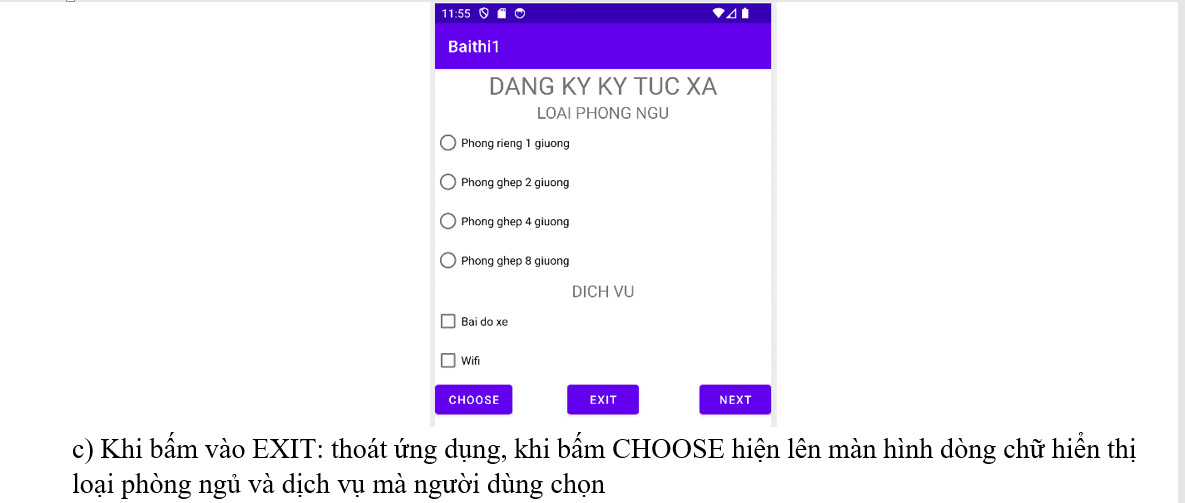 11:55
Baithi1
DANG KY KY TUC XA
LOAI PHONG NGU
Phong rieng 1 giuong
Phong ghep 2 giuong
Phong ghep 4 giuong
Phong ghep 8 giuong
DICH VU
Bai do xe
Wifi
CHOOSE EXIT NEXT
c) Khi bấm vào EXIT: thoát ứng dụng, khi bấm CHOOSE hiện lên màn hình dòng chữ hiển thị
loại phòng ngủ và dịch vụ mà người dùng chọn